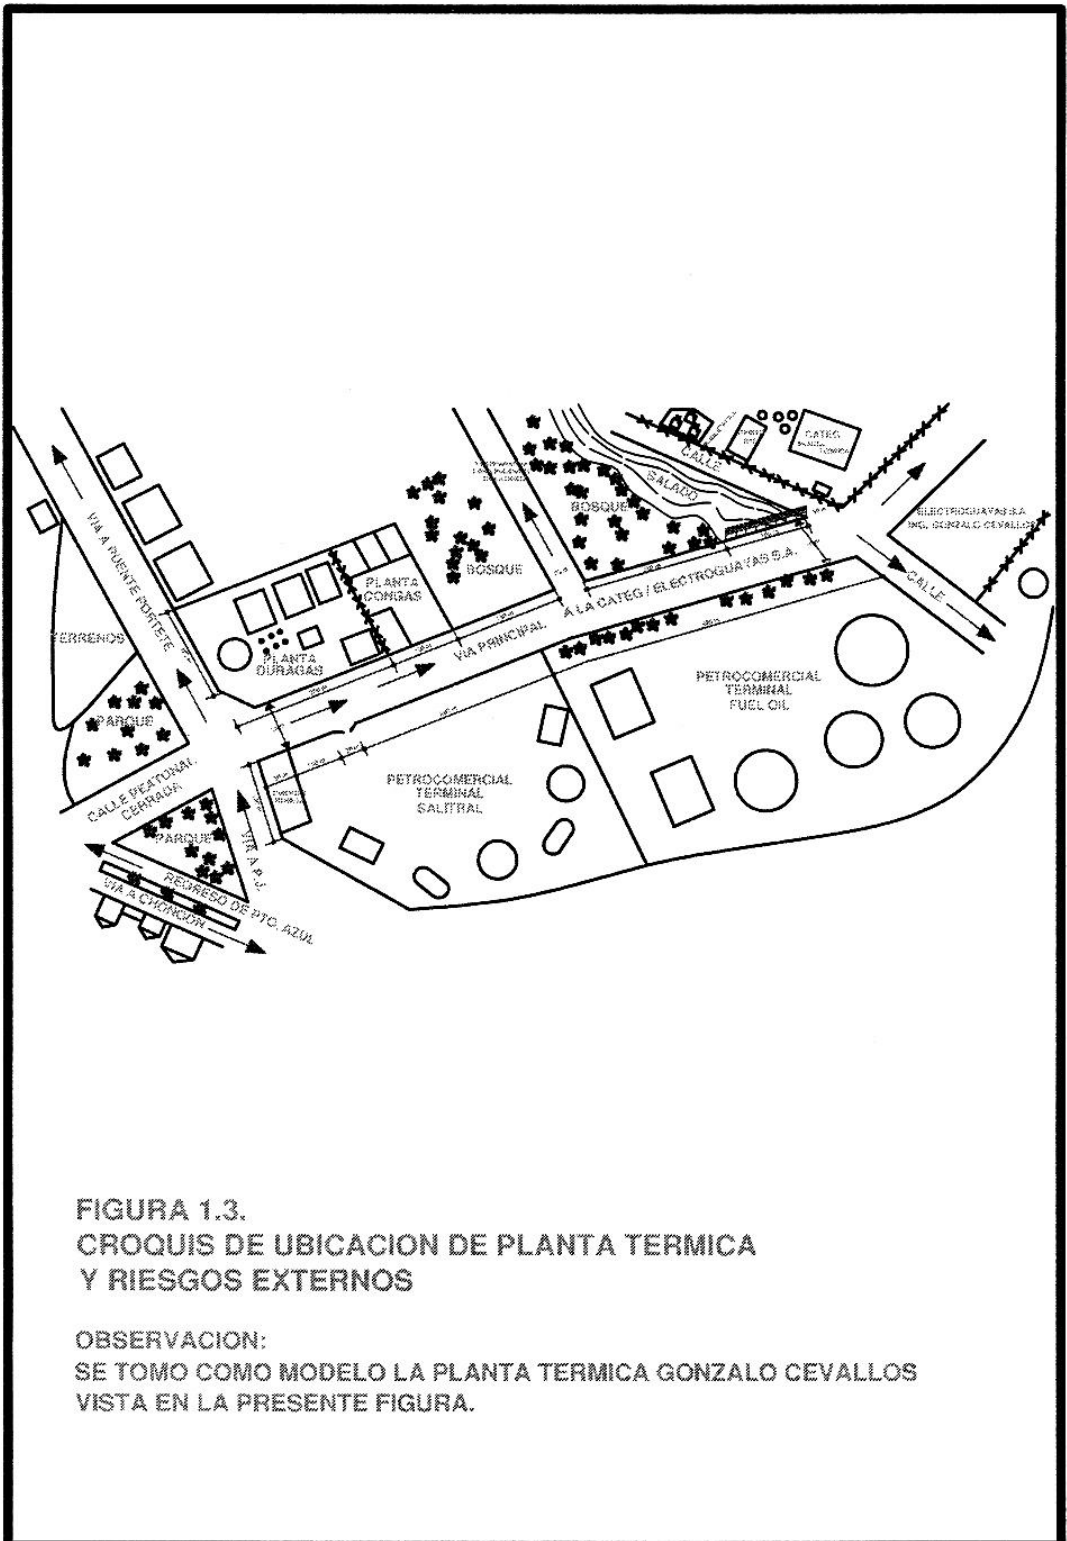 VIA A PUENTE PORTETE
TERRENOS
PARQUE
CALLE PEATONAL
CERRADA
PARQUE
VIA A P.J.
REGRESO DE PTO. AZUL
VIA A CHONGON
PLANTA
DURAGAS
PLANTA
CONGAS
BOSQUE
BOSQUE
SALADO
CALLE
CATEG
PLANTA
TERMICA
ELECTROGUAYAS S.A.
ING. GONZALO CEVALLOS
CALLE
VIA PRINCIPAL
A LA CATEG / ELECTROGUAYAS S.A.
PETROCOMERCIAL
TERMINAL
FUEL OIL
PETROCOMERCIAL
TERMINAL
SALITRAL
FIGURA 1.3.
CROQUIS DE UBICACION DE PLANTA TERMICA
Y RIESGOS EXTERNOS
OBSERVACION:
SE TOMO COMO MODELO LA PLANTA TERMICA GONZALO CEVALLOS
VISTA EN LA PRESENTE FIGURA.